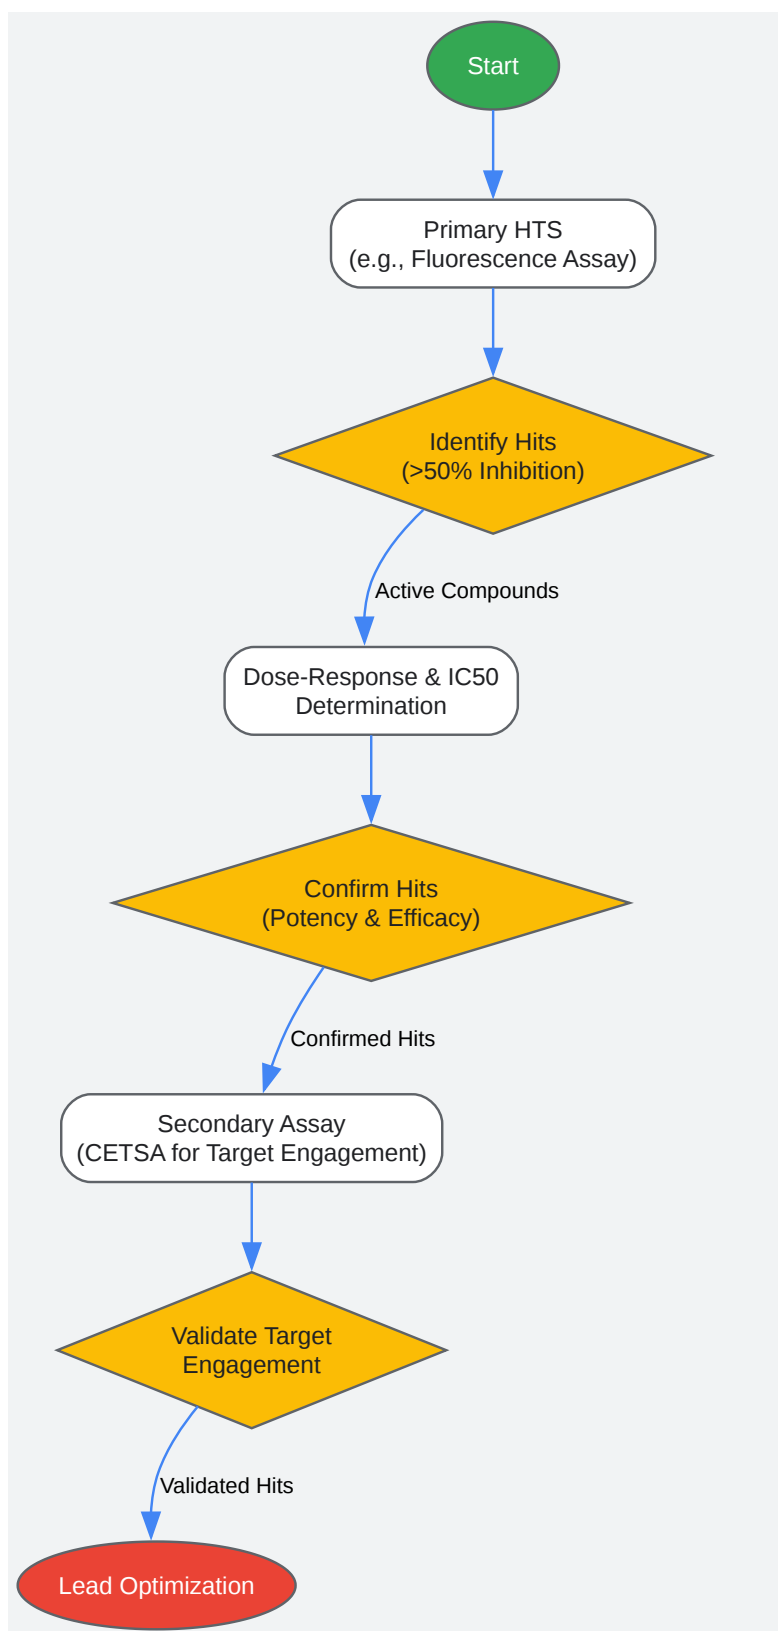 Start
Primary HTS
(e.g., Fluorescence Assay)
Identify Hits
(>50% Inhibition)
Active Compounds
Dose-Response & IC50
Determination
Confirm Hits
(Potency & Efficacy)
Confirmed Hits
Secondary Assay
(CETSA for Target Engagement)
Validate Target
Engagement
Validated Hits
Lead Optimization